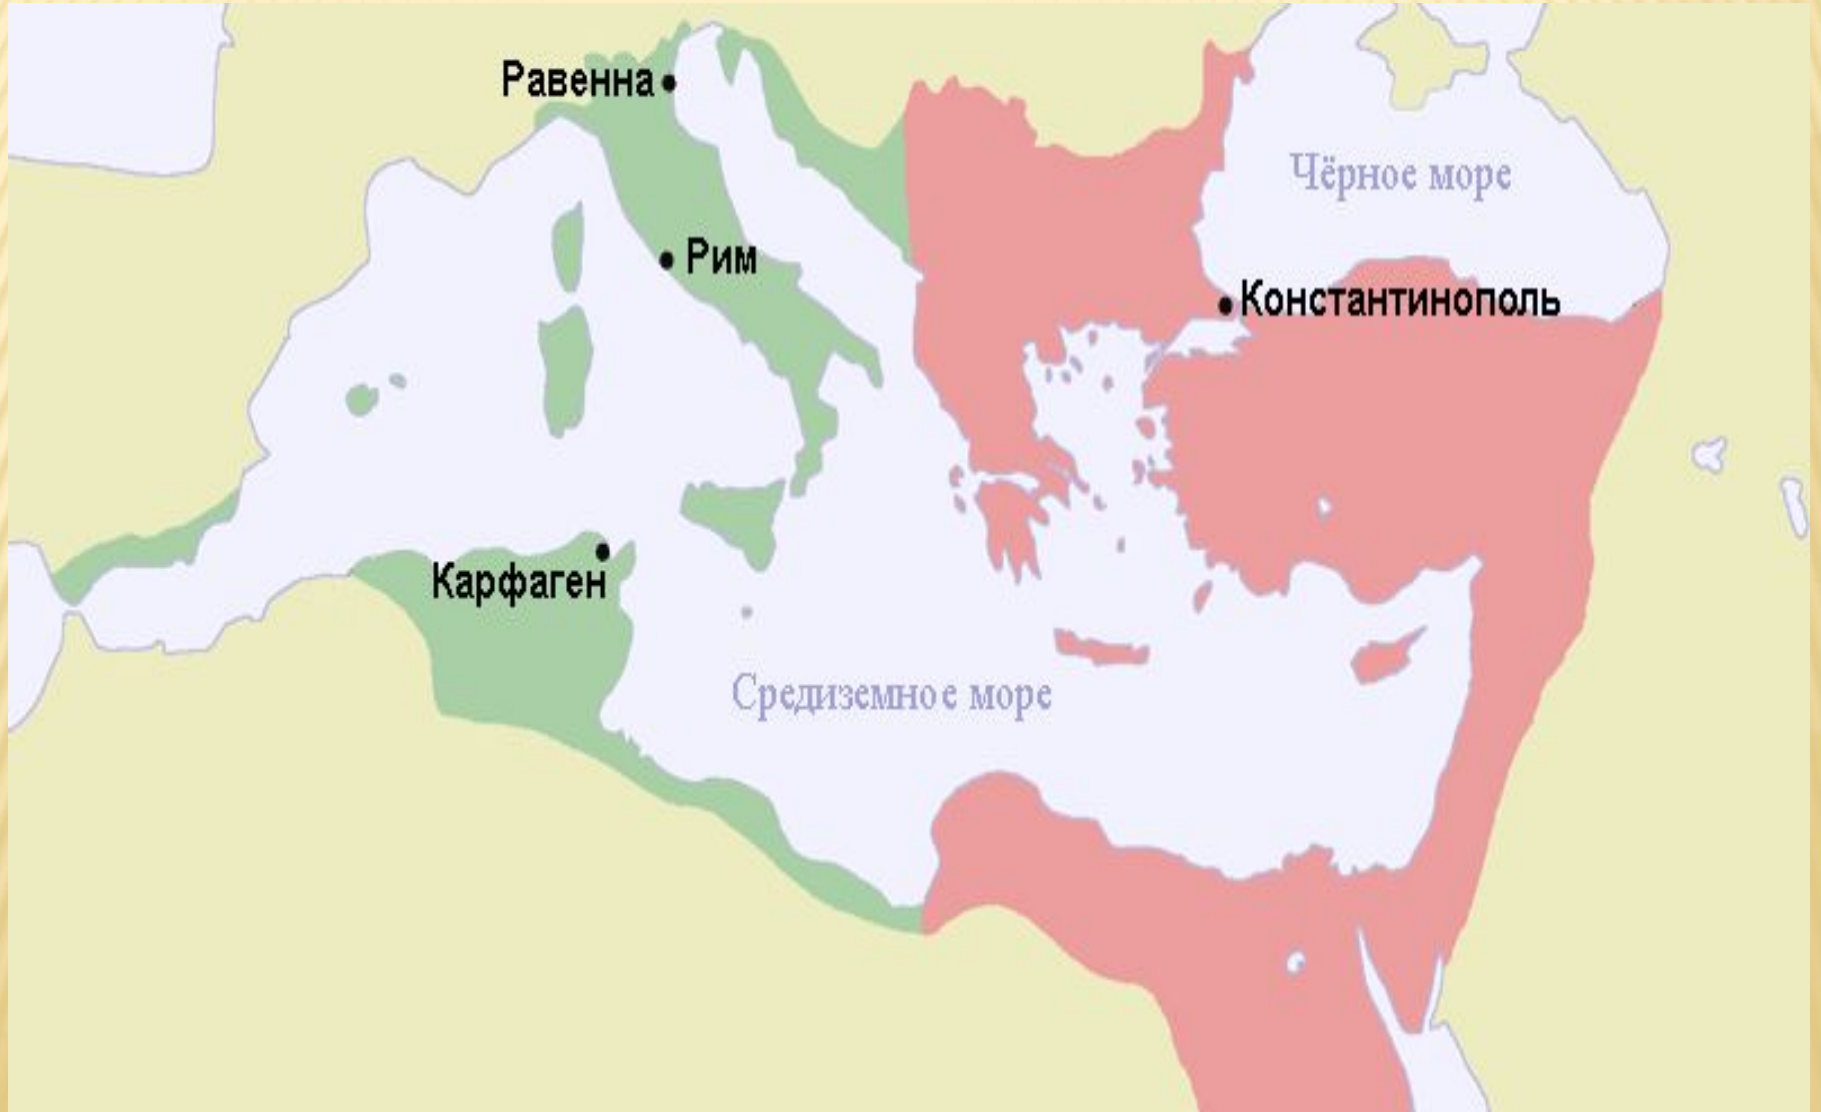 Равенна
Чёрное море
Рим
Константинополь
Карфаген
Средиземное море